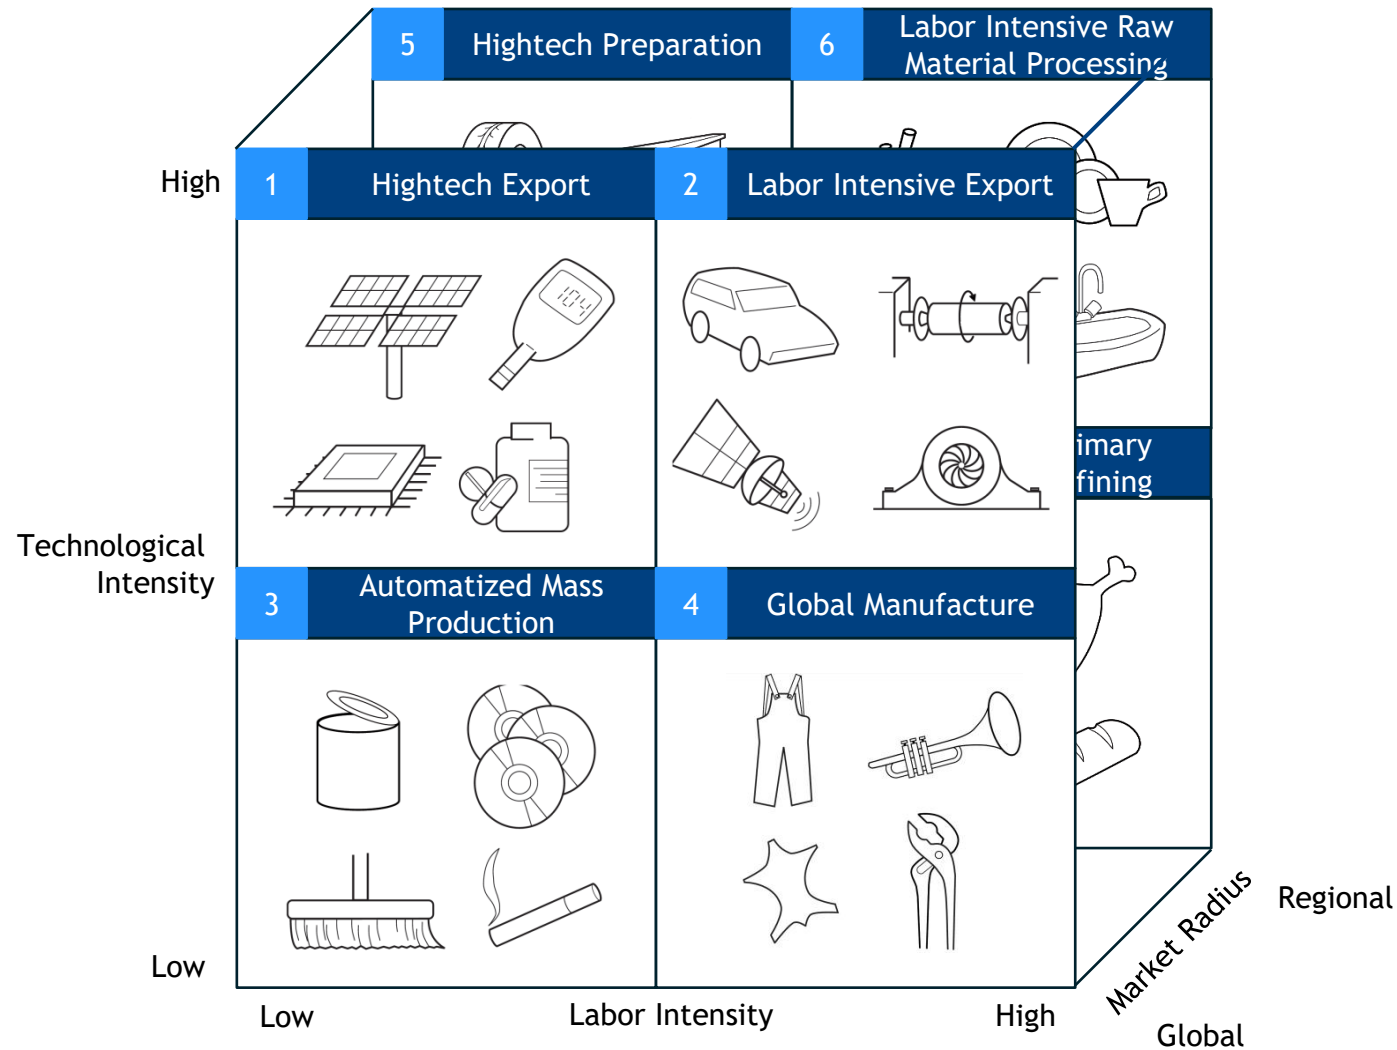 5 Hightech Preparation
6 Labor Intensive Raw
Material Processing
High
1 Hightech Export
2 Labor Intensive Export
104
imary
fining
Technological
Intensity
3 Automatized Mass
Production
4 Global Manufacture
Low
Low
Labor Intensity
High
Market Radius
Regional
Global